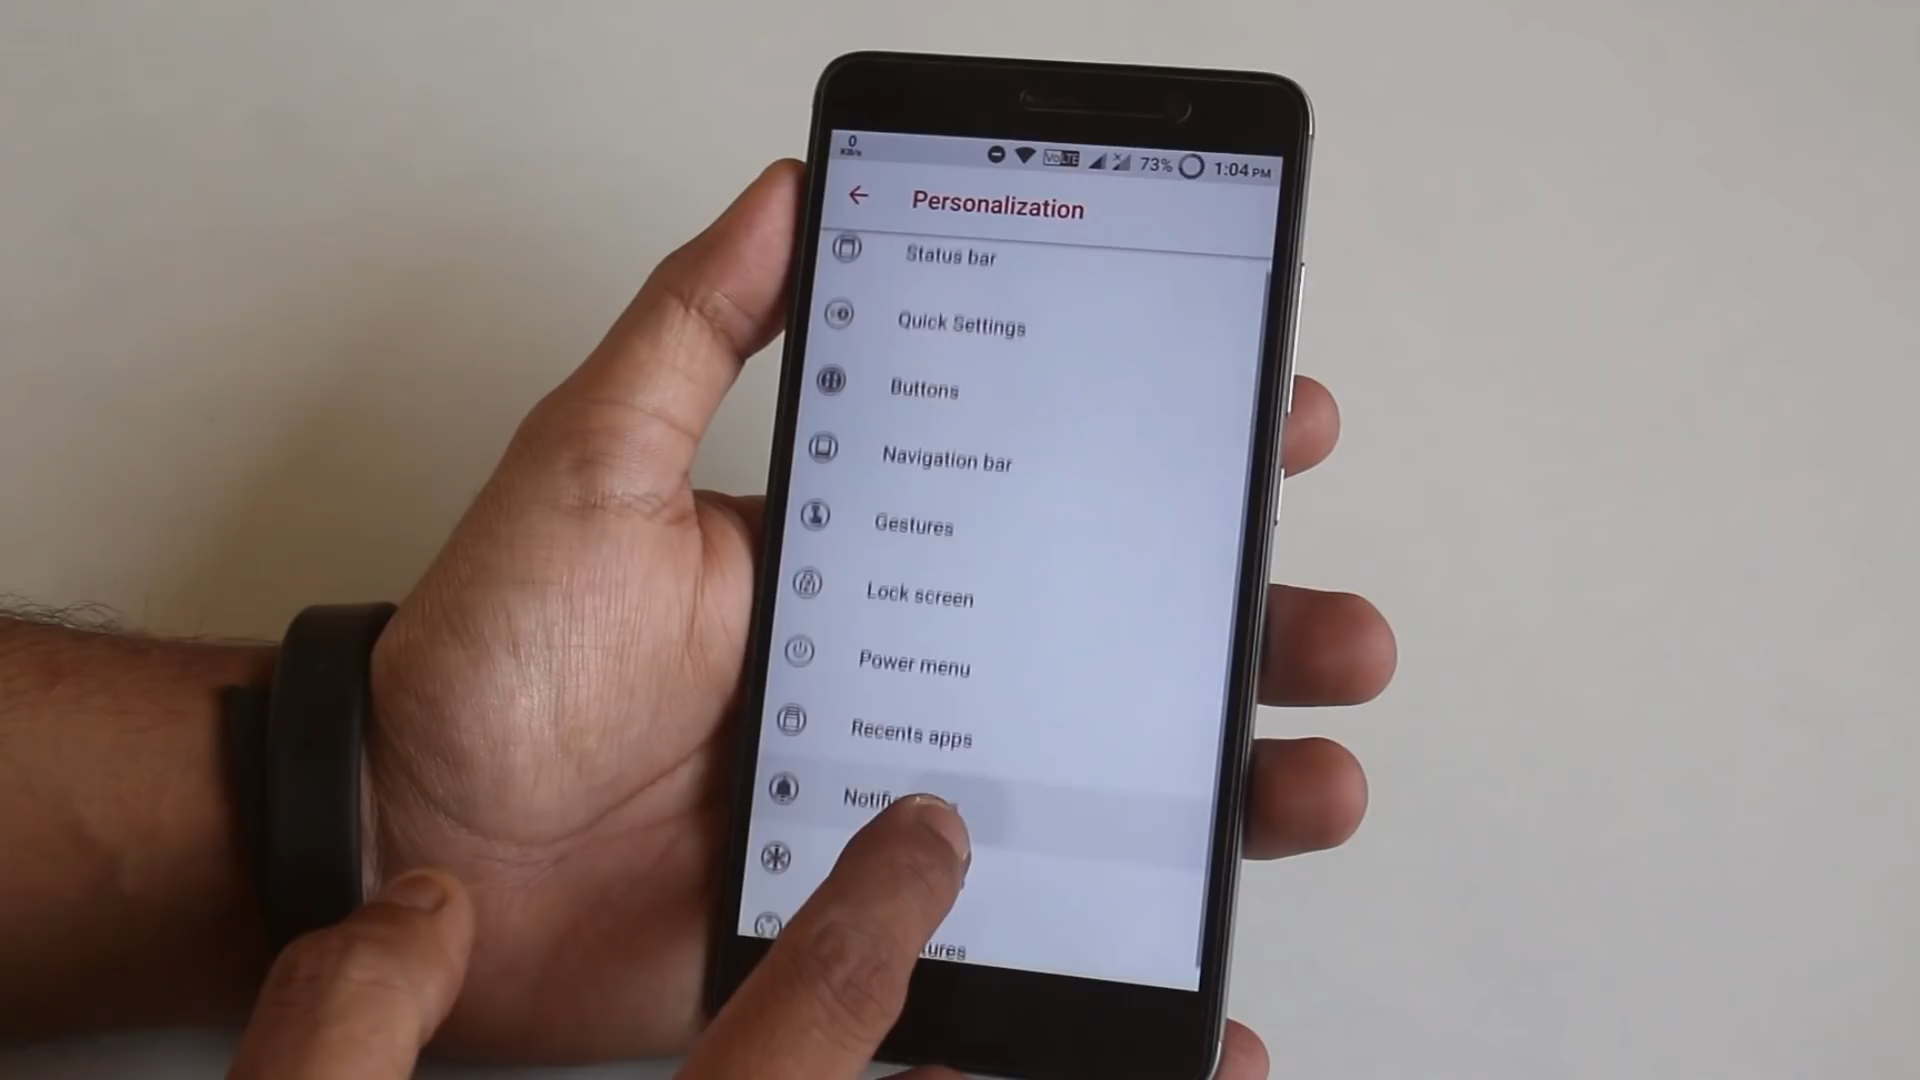 0
KB/s
VoLTE
73%
1:04 PM
Personalization
Status bar
Quick Settings
Buttons
Navigation bar
Gestures
Lock screen
Power menu
Recents apps
Notifi
tures